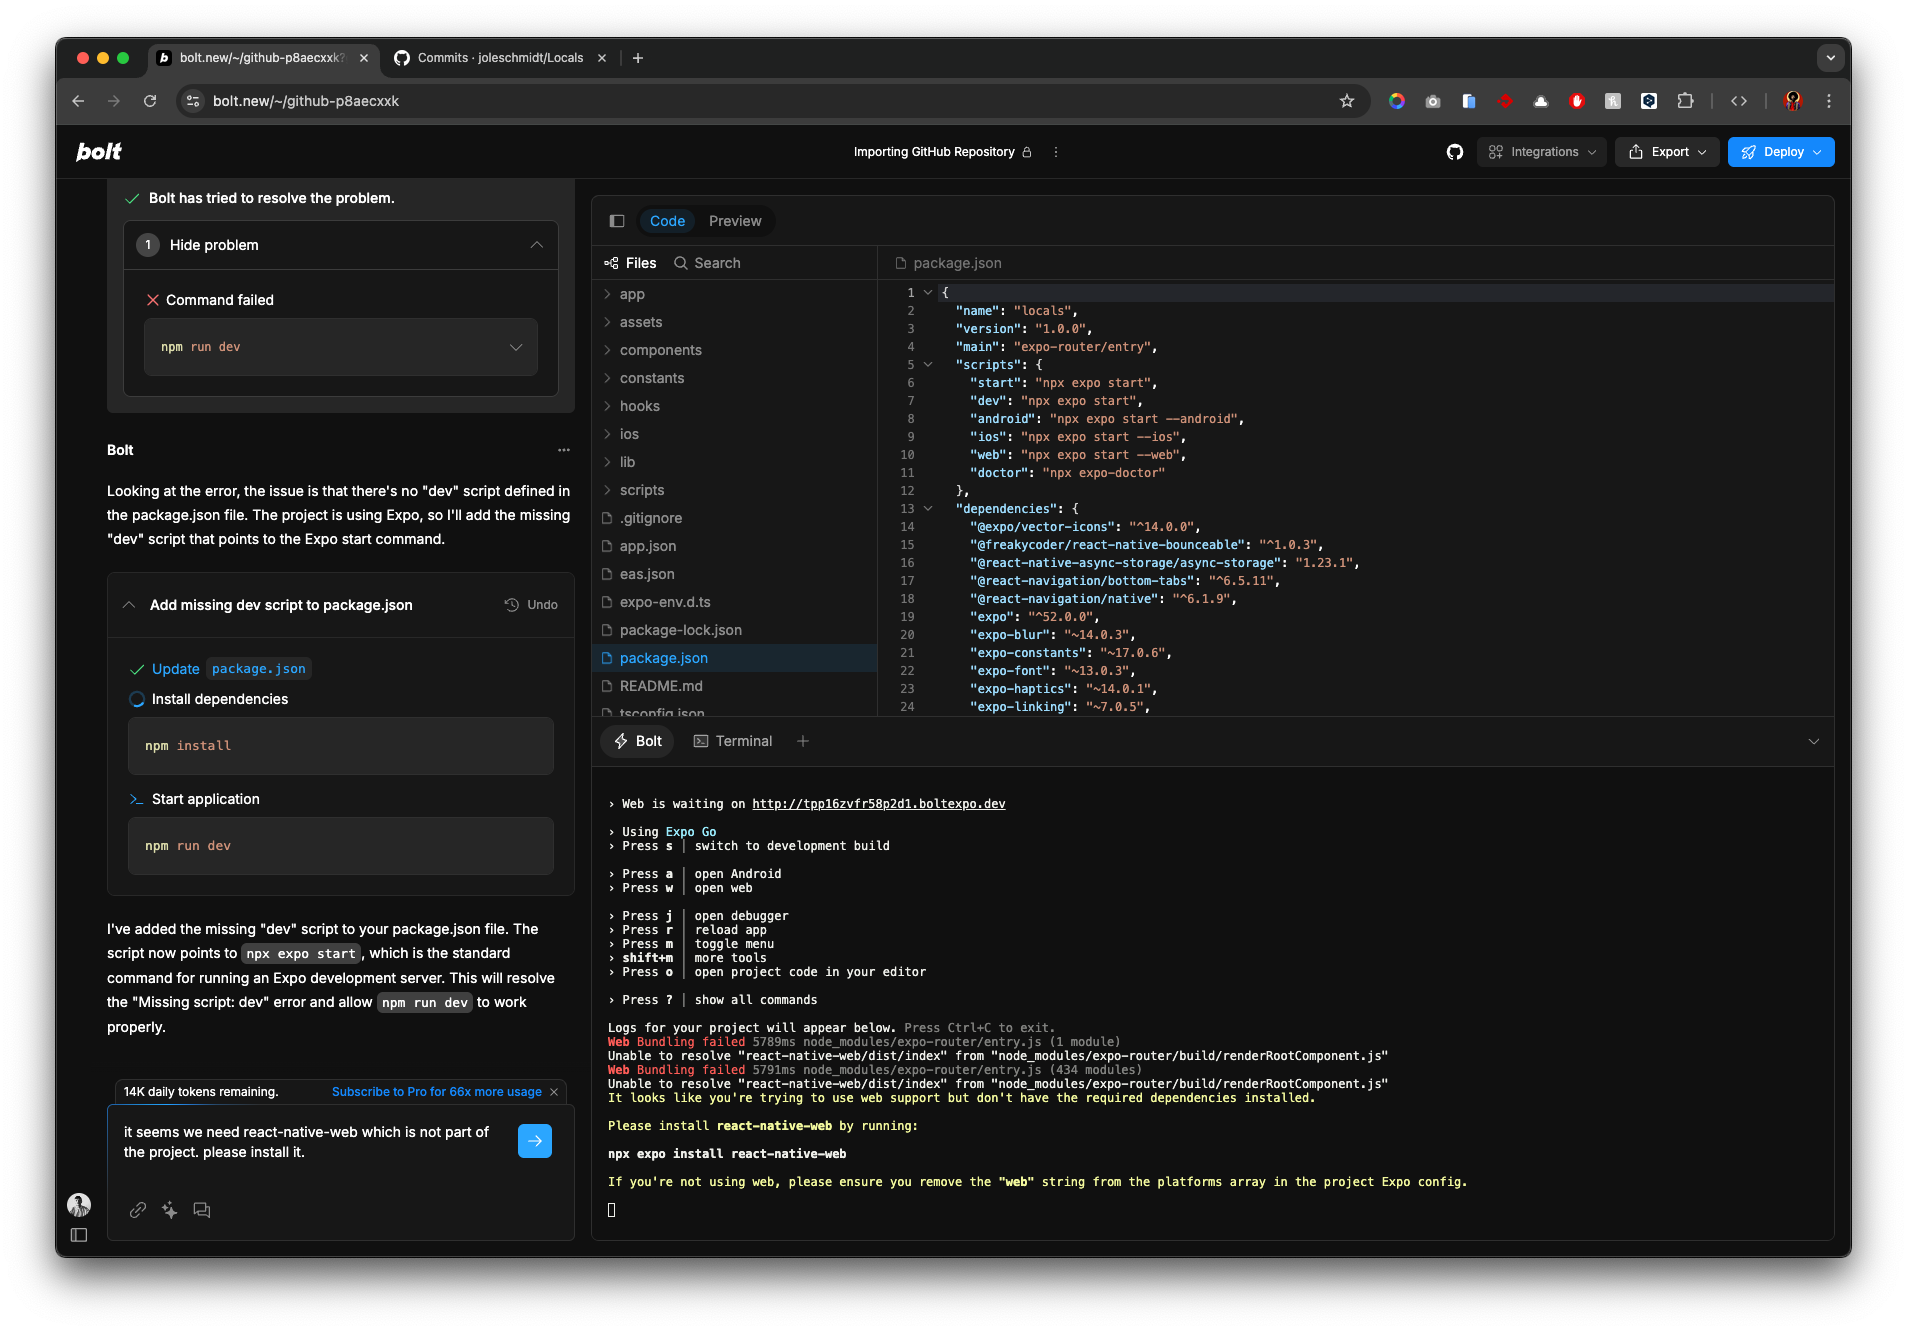 bolt.new/~/github-p8aecxxk?
Commits · joleschmidt/Locals
bolt.new/~/github-p8aecxxk
bolt
Importing GitHub Repository
Integrations
Export
Deploy
Bolt has tried to resolve the problem.
1 Hide problem
Command failed
npm run dev
Bolt
Looking at the error, the issue is that there's no "dev" script defined in
the package.json file. The project is using Expo, so I'll add the missing
"dev" script that points to the Expo start command.
Add missing dev script to package.json
Undo
Update package.json
Install dependencies
npm install
Start application
npm run dev
I've added the missing "dev" script to your package.json file. The
script now points to npx expo start, which is the standard
command for running an Expo development server. This will resolve
the "Missing script: dev" error and allow npm run dev to work
properly.
14K daily tokens remaining.
Subscribe to Pro for 66x more usage
it seems we need react-native-web which is not part of
the project. please install it.
Code
Preview
Files
Search
app
assets
components
constants
hooks
ios
lib
scripts
.gitignore
app.json
eas.json
expo-env.d.ts
package-lock.json
package.json
README.md
tsconfig.json
package.json
1 {
2 "name": "locals",
3 "version": "1.0.0",
4 "main": "expo-router/entry",
5 "scripts": {
6 "start": "npx expo start",
7 "dev": "npx expo start",
8 "android": "npx expo start --android",
9 "ios": "npx expo start --ios",
10 "web": "npx expo start --web",
11 "doctor": "npx expo-doctor"
12 },
13 "dependencies": {
14 "@expo/vector-icons": "^14.0.0",
15 "@freakycoder/react-native-bounceable": "^1.0.3",
16 "@react-native-async-storage/async-storage": "1.23.1",
17 "@react-navigation/bottom-tabs": "^6.5.11",
18 "@react-navigation/native": "^6.1.9",
19 "expo": "^52.0.0",
20 "expo-blur": "~14.0.3",
21 "expo-constants": "~17.0.6",
22 "expo-font": "~13.0.3",
23 "expo-haptics": "~14.0.1",
24 "expo-linking": "~7.0.5",
Bolt
Terminal
› Web is waiting on http://tpp16zvfr58p2d1.boltexpo.dev
› Using Expo Go
› Press s │ switch to development build
› Press a │ open Android
› Press w │ open web
› Press j │ open debugger
› Press r │ reload app
› Press m │ toggle menu
› shift+m │ more tools
› Press o │ open project code in your editor
› Press ? │ show all commands
Logs for your project will appear below. Press Ctrl+C to exit.
Web Bundling failed 5789ms node_modules/expo-router/entry.js (1 module)
Unable to resolve "react-native-web/dist/index" from "node_modules/expo-router/build/renderRootComponent.js"
Web Bundling failed 5791ms node_modules/expo-router/entry.js (434 modules)
Unable to resolve "react-native-web/dist/index" from "node_modules/expo-router/build/renderRootComponent.js"
It looks like you're trying to use web support but don't have the required dependencies installed.
Please install react-native-web by running:
npx expo install react-native-web
If you're not using web, please ensure you remove the "web" string from the platforms array in the project Expo config.